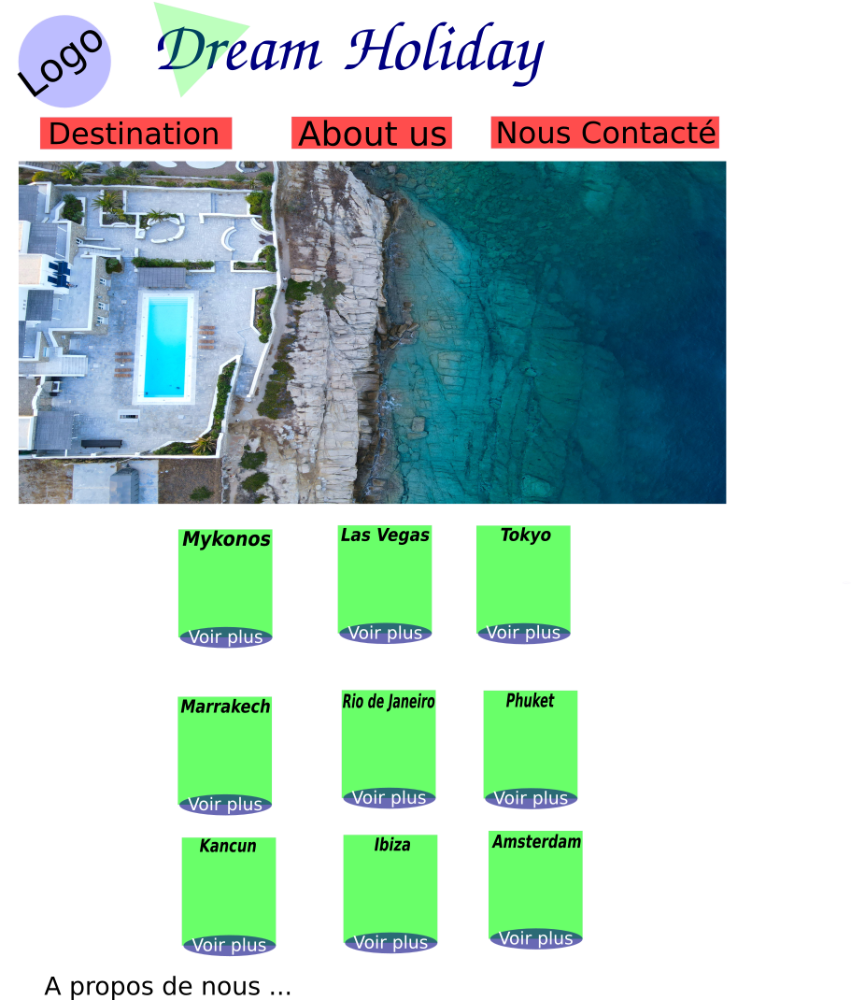 Logo
Dream Holiday
Destination
About us
Nous Contacté
Mykonos
Las Vegas
Tokyo
Voir plus
Voir plus
Voir plus
Marrakech
Rio de Janeiro
Phuket
Voir plus
Voir plus
Voir plus
Kancun
Ibiza
Amsterdam
Voir plus
Voir plus
Voir plus
A propos de nous ...